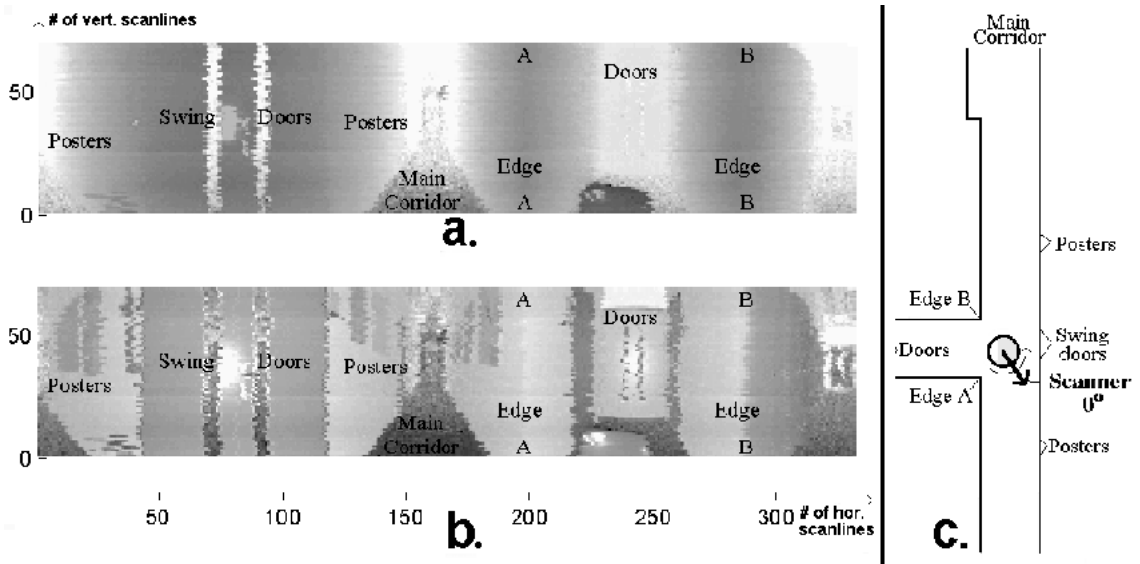 # of vert. scanlines
50
0
Posters
Swing Doors
Posters
Main
Corridor
A
Edge
A
Doors
B
Edge
B
a.
50
0
Posters
Swing Doors
Posters
Main
Corridor
A
Edge
A
Doors
B
Edge
B
50
100
150
200
250
300
# of hor.
scanlines
b.
Main
Corridor
Posters
Edge B
Swing
doors
Doors
Scanner
0º
Edge A
Posters
c.